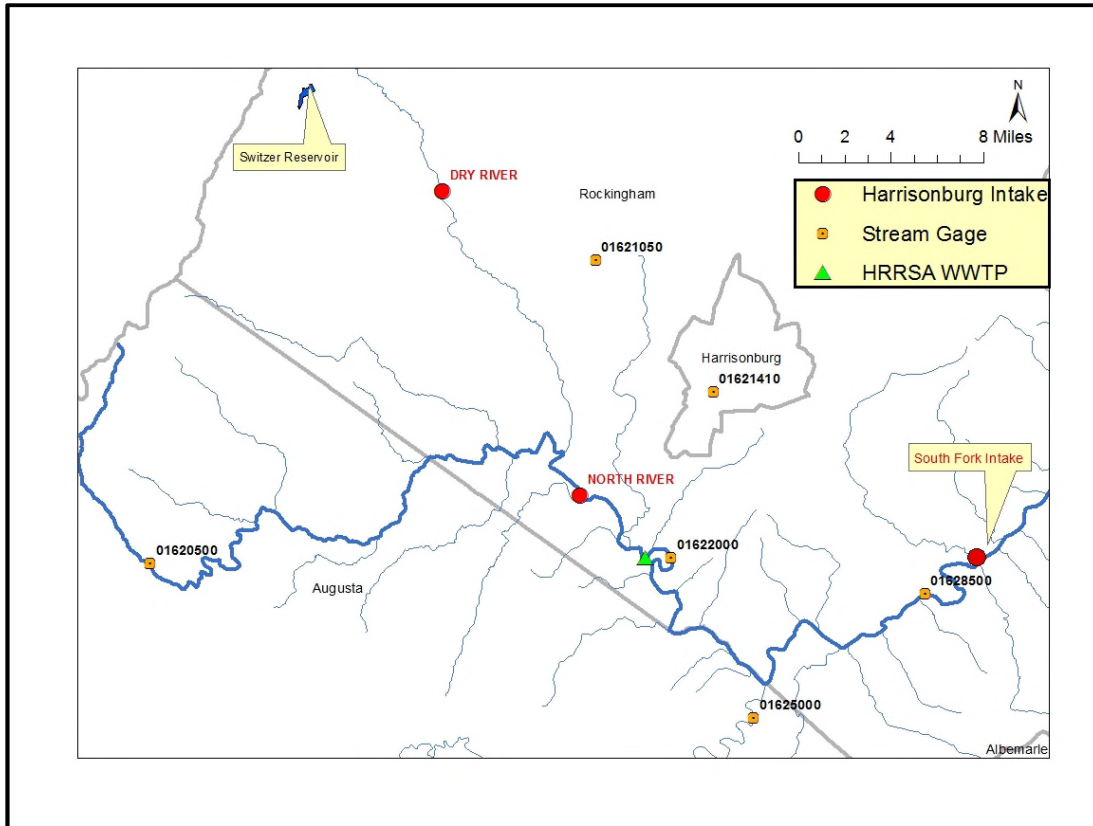 N
0 2 4 8 Miles
Switzer Reservoir
DRY RIVER
Rockingham
Harrisonburg Intake
Stream Gage
HRRSA WWTP
01621050
Harrisonburg
01621410
South Fork Intake
NORTH RIVER
01620500
01622000
01628500
Augusta
01625000
Albemarle